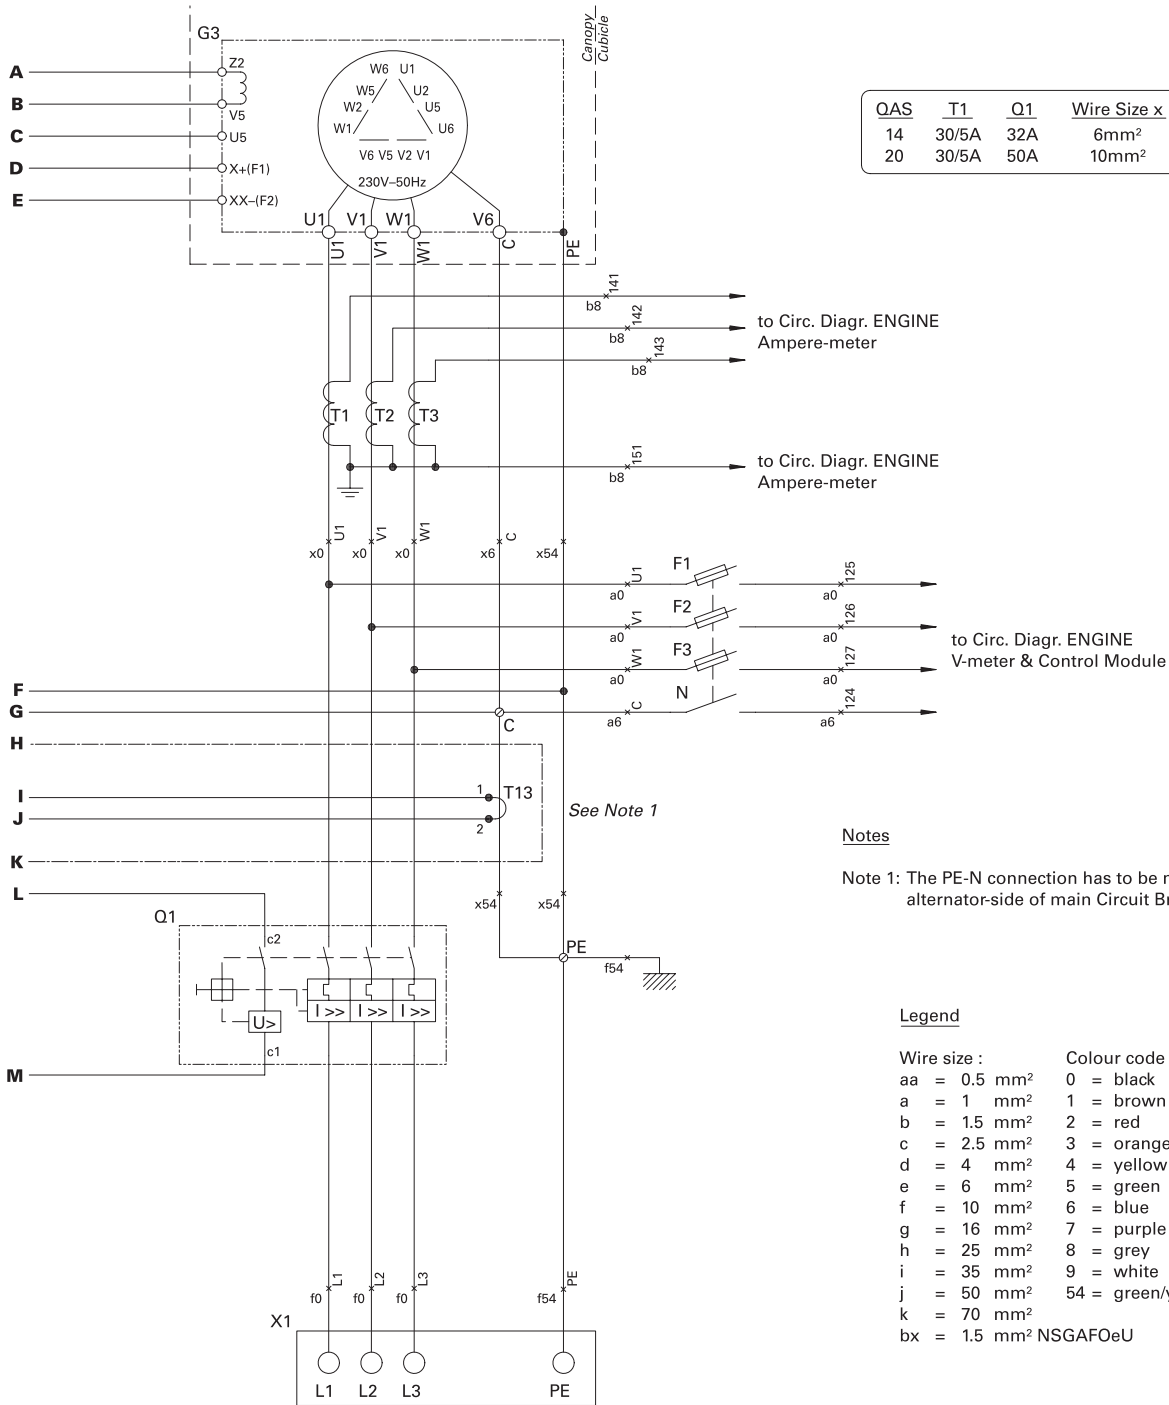 Canopy
Cubicle
G3
A
Z2
B
V5
C
U5
D
X+(F1)
E
XX–(F2)
W6 U1
W5 U2
W2 U5
W1 U6
V6 V5 V2 V1
230V–50Hz
U1 V1 W1 V6
U1 V1 W1 C PE
QAS T1 Q1 Wire Size x
14 30/5A 32A 6mm²
20 30/5A 50A 10mm²
b8 141
b8 142
b8 143
to Circ. Diagr. ENGINE
Ampere-meter
T1 T2 T3
b8 151
to Circ. Diagr. ENGINE
Ampere-meter
U1 V1 W1 C
x0 x0 x0 x6 x54
a0 U1 F1 a0 125
a0 V1 F2 a0 126
a0 W1 F3 a0 127
a6 C N a6 124
to Circ. Diagr. ENGINE
V-meter & Control Module
F
G
C
H
I
1 T13
J
2
See Note 1
K
L
x54 x54
Notes
Note 1: The PE-N connection has to be
alternator-side of main Circuit
Q1
c2
PE
f54
I >> I >> I >>
U>
c1
M
Legend
Wire size : Colour code
aa = 0.5 mm² 0 = black
a = 1 mm² 1 = brown
b = 1.5 mm² 2 = red
c = 2.5 mm² 3 = orange
d = 4 mm² 4 = yellow
e = 6 mm² 5 = green
f = 10 mm² 6 = blue
g = 16 mm² 7 = purple
h = 25 mm² 8 = grey
i = 35 mm² 9 = white
j = 50 mm² 54 = green/
k = 70 mm²
bx = 1.5 mm² NSGAFOeU
L1 L2 L3 PE
f0 f0 f0 f54
X1
L1 L2 L3 PE